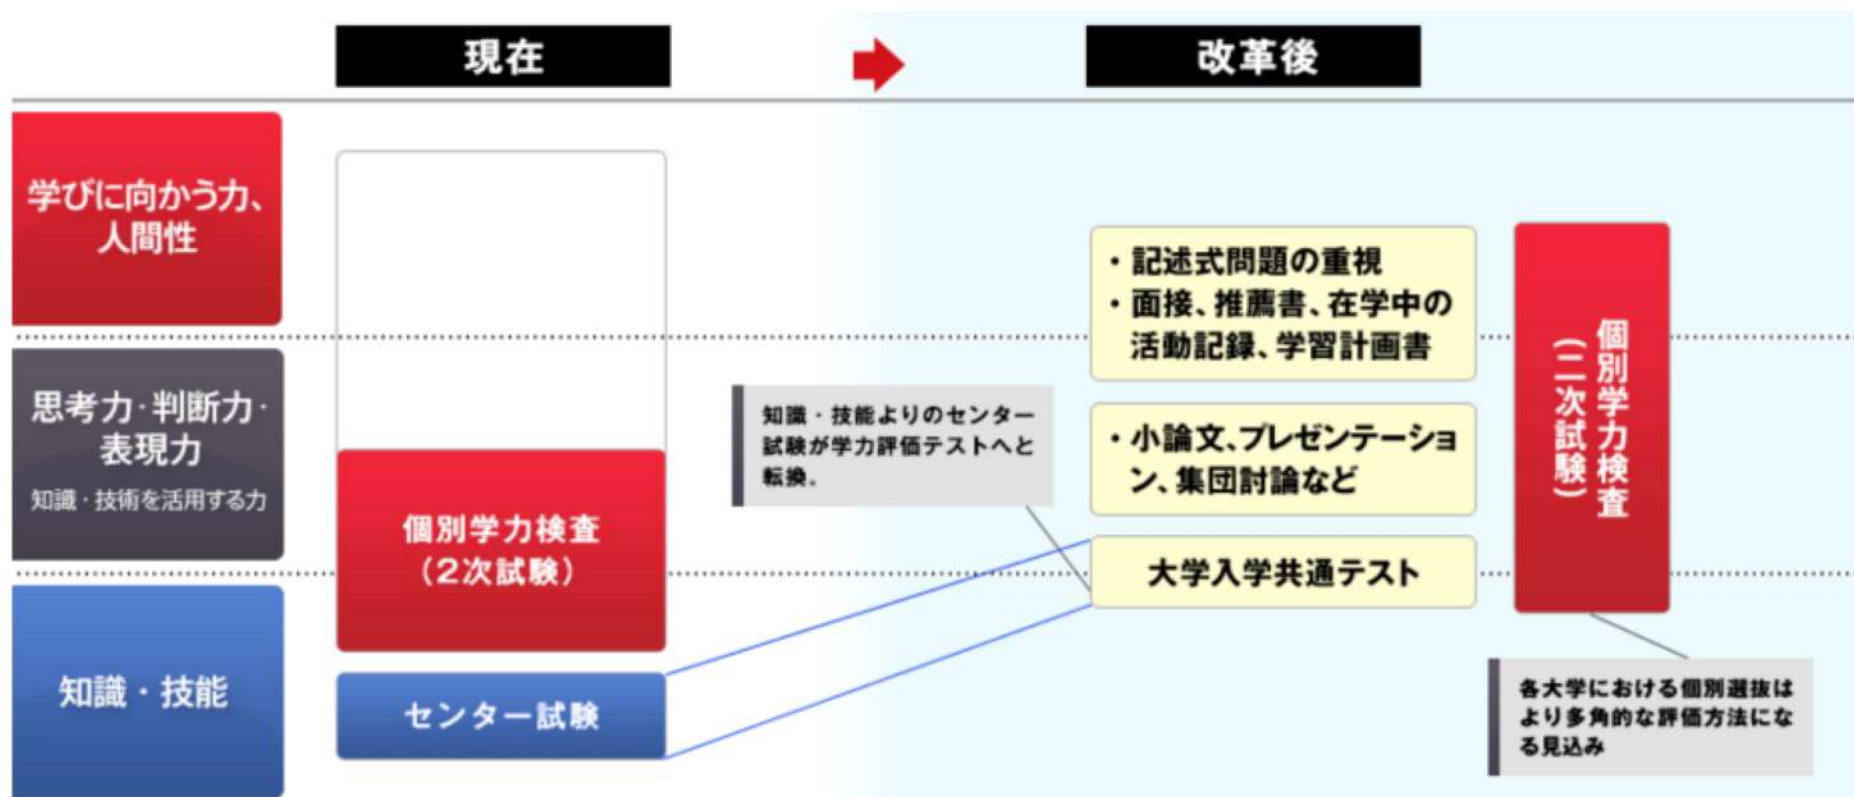 現在
改革後
学びに向かう力、
人間性
思考力・判断力・
表現力
知識・技術を活用する力
知識・技能
個別学力検査
（2次試験）
センター試験
知識・技能よりのセンター
試験が学力評価テストへと
転換．
・記述式問題の重視
・面接、推薦書、在学中の
活動記録、学習計画書
・小論文、プレゼンテーショ
ン、集団討論など
大学入学共通テスト
個別学力検査
（二次試験）
各大学における個別選抜は
より多角的な評価方法にな
る見込み